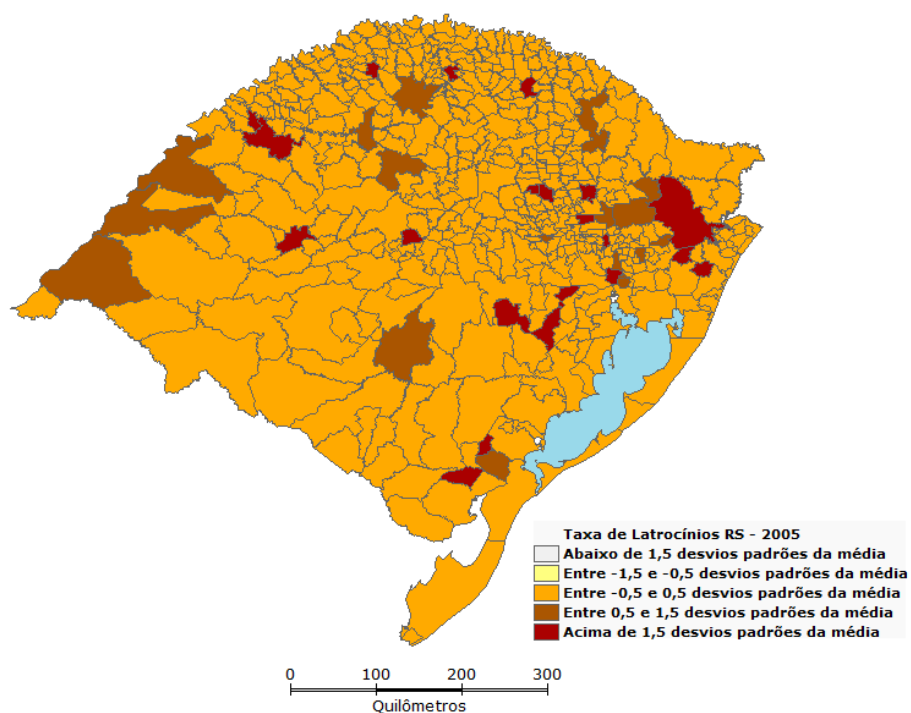 Taxa de Latrocínios RS - 2005
Abaixo de 1,5 desvios padrões da média
Entre -1,5 e -0,5 desvios padrões da média
Entre -0,5 e 0,5 desvios padrões da média
Entre 0,5 e 1,5 desvios padrões da média
Acima de 1,5 desvios padrões da média
0 100 200 300
Quilômetros